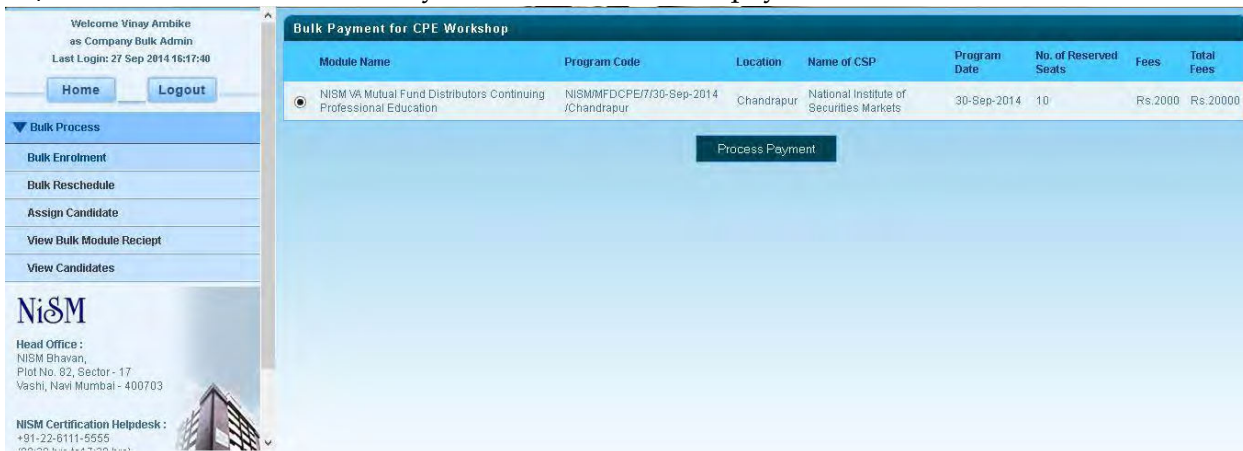 Welcome Vinay Ambike
as Company Bulk Admin
Last Login: 27 Sep 2014 16:17:40
Home Logout
Bulk Process
Bulk Enrolment
Bulk Reschedule
Assign Candidate
View Bulk Module Reciept
View Candidates
NiSM
Head Office :
NISM Bhavan,
Plot No. 82, Sector - 17
Vashi, Navi Mumbai - 400703
NISM Certification Helpdesk :
+91-22-6111-5555
Bulk Payment for CPE Workshop
Module Name Program Code Location Name of CSP Program Date No. of Reserved Seats Fees Total Fees
NISM VA Mutual Fund Distributors Continuing Professional Education NISM/MFDCPE/7/30-Sep-2014 /Chandrapur Chandrapur National Institute of Securities Markets 30-Sep-2014 10 Rs.2000 Rs.20000
Process Payment